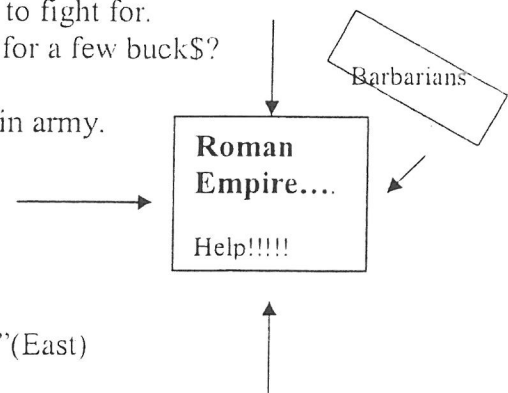 to fight for.
for a few buck$?
Barbarians
in army.
Roman
Empire....
Help!!!!!
"(East)